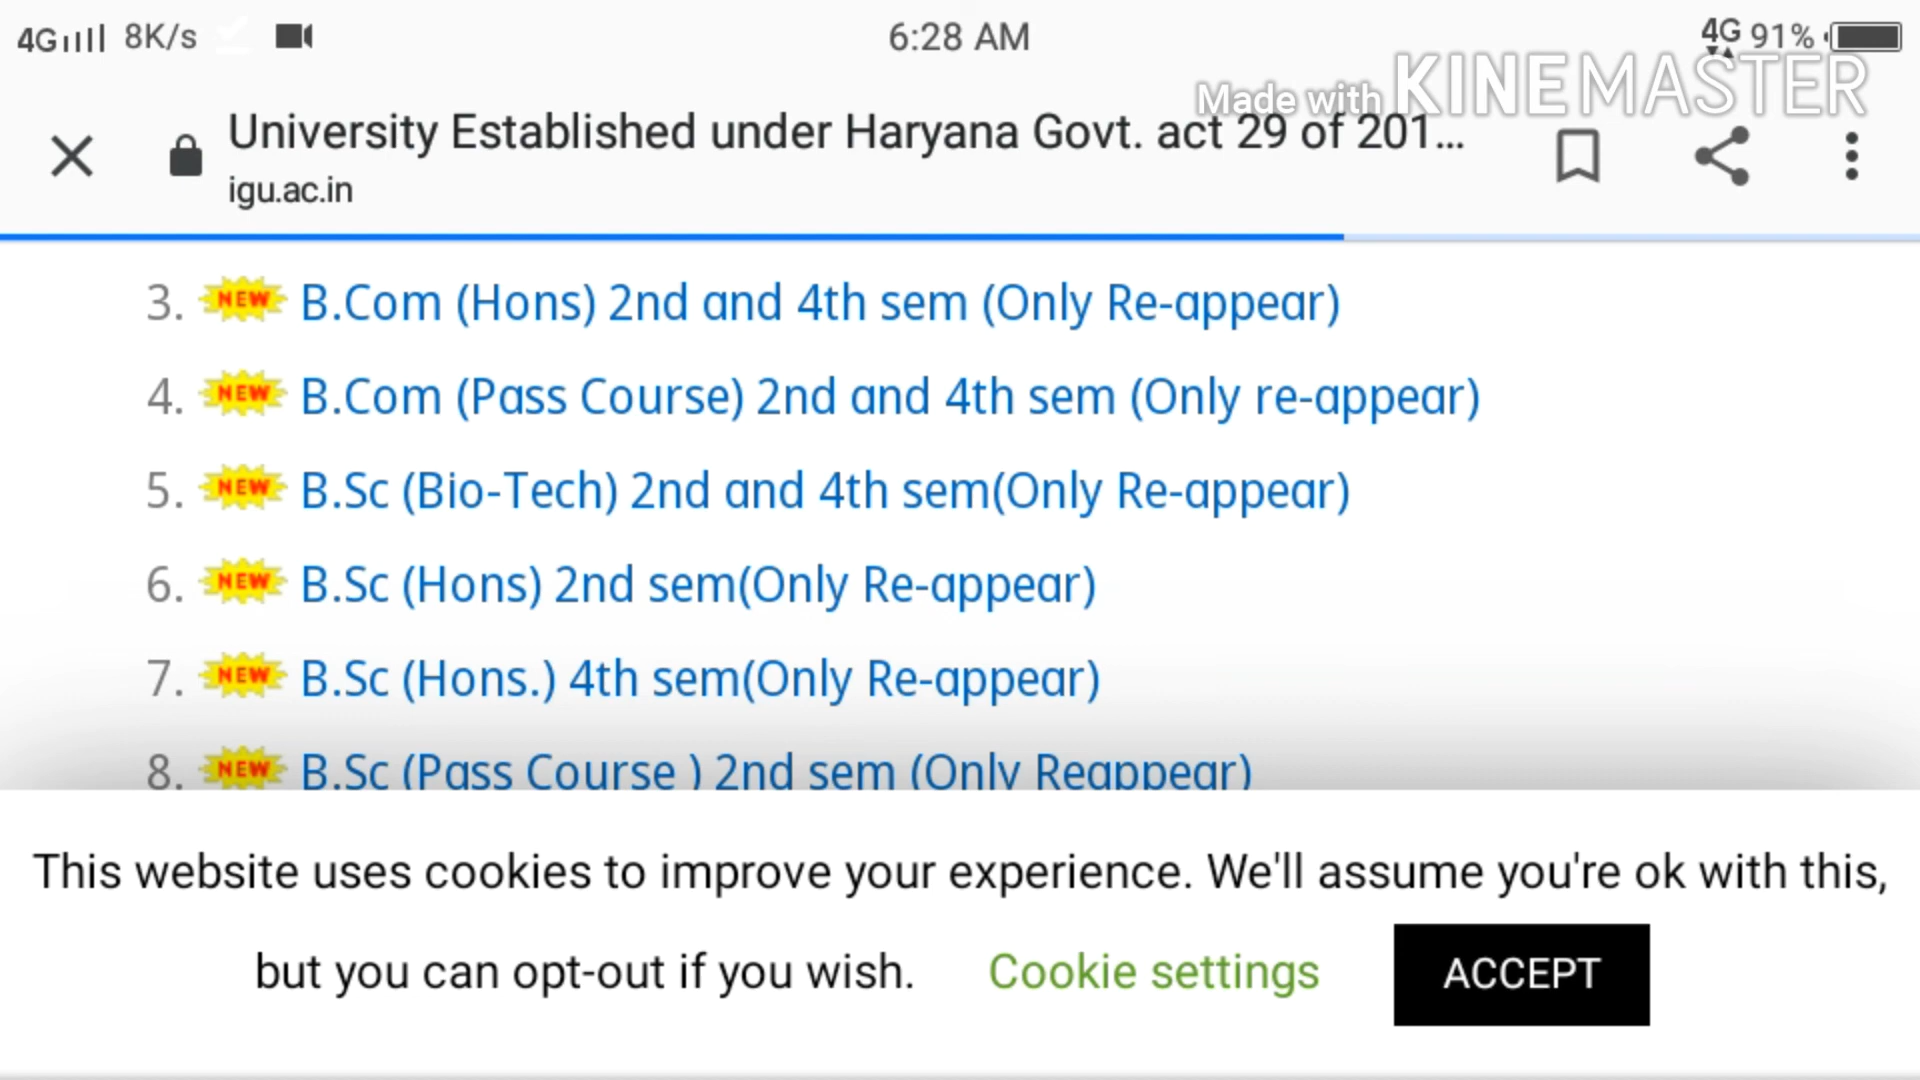 4G 8K/s 6:28 AM 4G 91%
Made with KINEMASTER
University Established under Haryana Govt. act 29 of 201...
igu.ac.in
3. NEW B.Com (Hons) 2nd and 4th sem (Only Re-appear)
4. NEW B.Com (Pass Course) 2nd and 4th sem (Only re-appear)
5. NEW B.Sc (Bio-Tech) 2nd and 4th sem(Only Re-appear)
6. NEW B.Sc (Hons) 2nd sem(Only Re-appear)
7. NEW B.Sc (Hons.) 4th sem(Only Re-appear)
8. NEW B.Sc (Pass Course ) 2nd sem (Only Reappear)
This website uses cookies to improve your experience. We'll assume you're ok with this,
but you can opt-out if you wish. Cookie settings ACCEPT